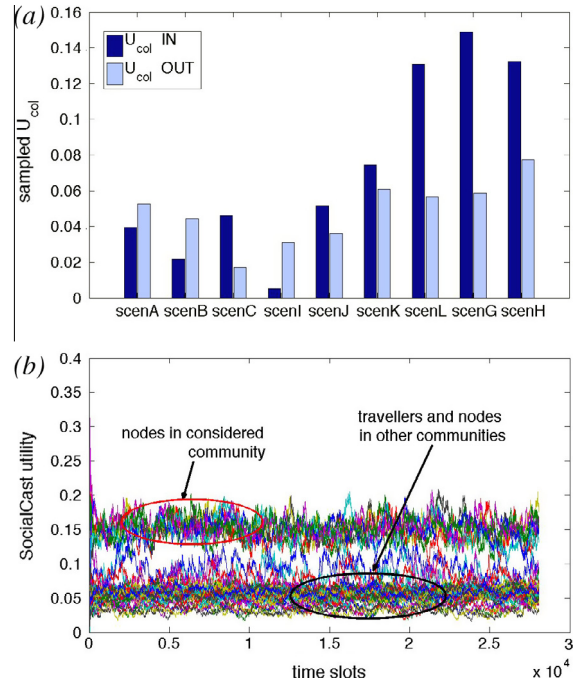 (a)
0.16
0.14
0.12
0.1
0.08
0.06
0.04
0.02
0
sampled U_col
U_col IN
U_col OUT
scenA scenB scenC scenI scenJ scenK scenL scenG scenH
(b)
0.4
0.35
0.3
0.25
0.2
0.15
0.1
0.05
0
SocialCast utility
nodes in considered
community
travellers and nodes
in other communities
0 0.5 1 1.5 2 2.5 3
time slots
x 10^4